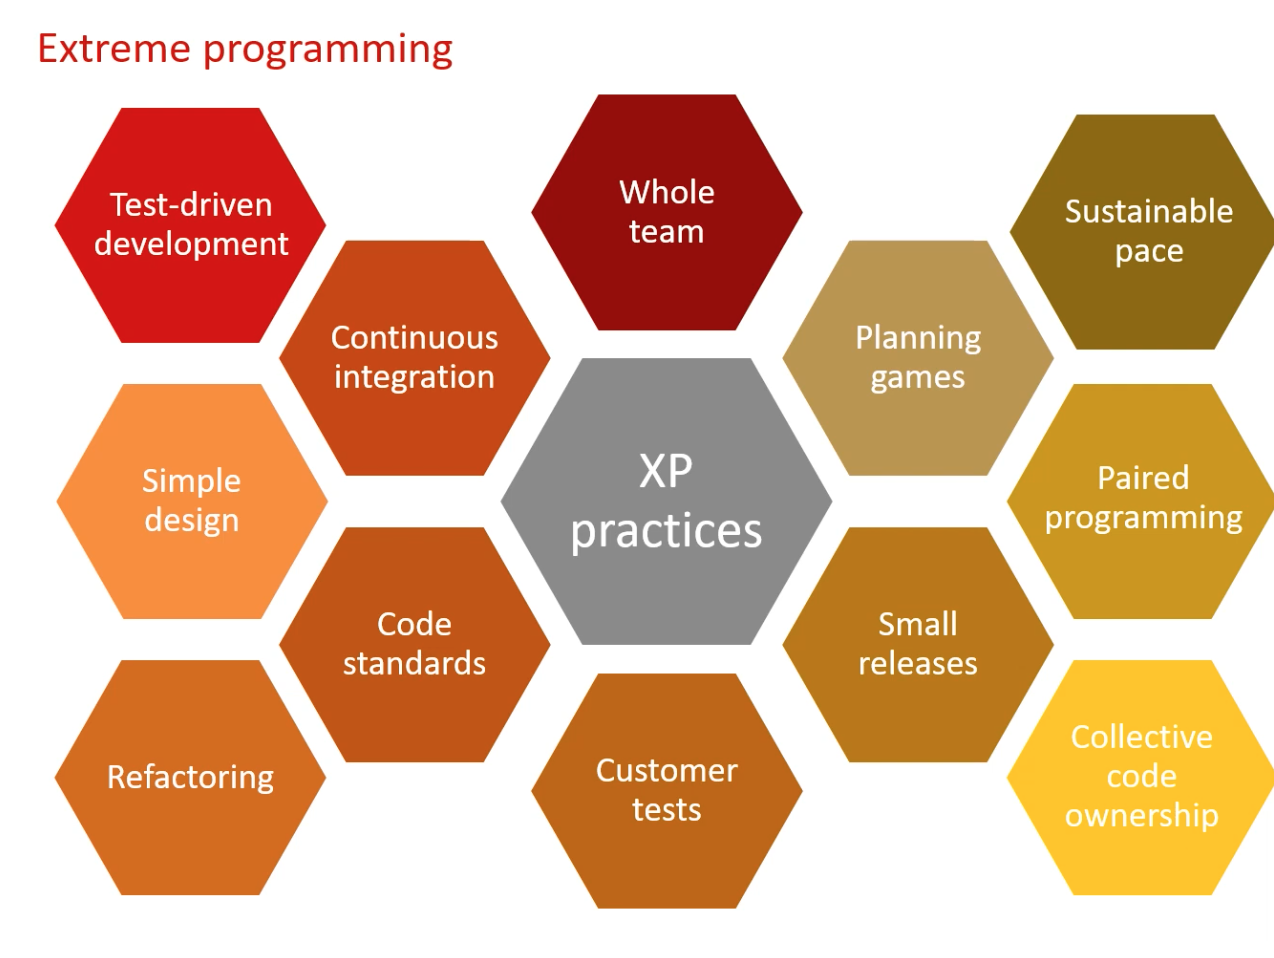 Extreme programming
Test-driven
development
Whole
team
Sustainable
pace
Continuous
integration
Planning
games
Simple
design
XP
practices
Paired
programming
Code
standards
Small
releases
Refactoring
Customer
tests
Collective
code
ownership